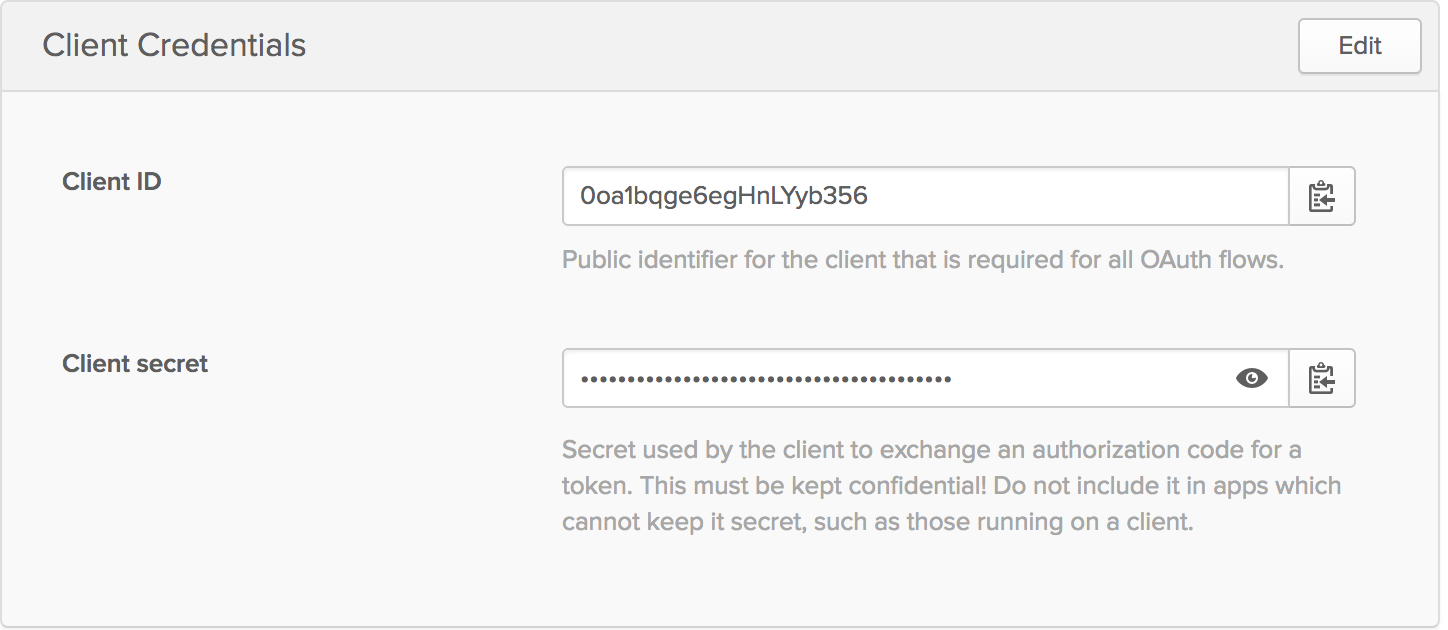 Client Credentials
Edit
Client ID
0oa1bqge6egHnLYyb356
Public identifier for the client that is required for all OAuth flows.
Client secret
••••••••••••••••••••••••••••••••••••••••
Secret used by the client to exchange an authorization code for a
token. This must be kept confidential! Do not include it in apps which
cannot keep it secret, such as those running on a client.